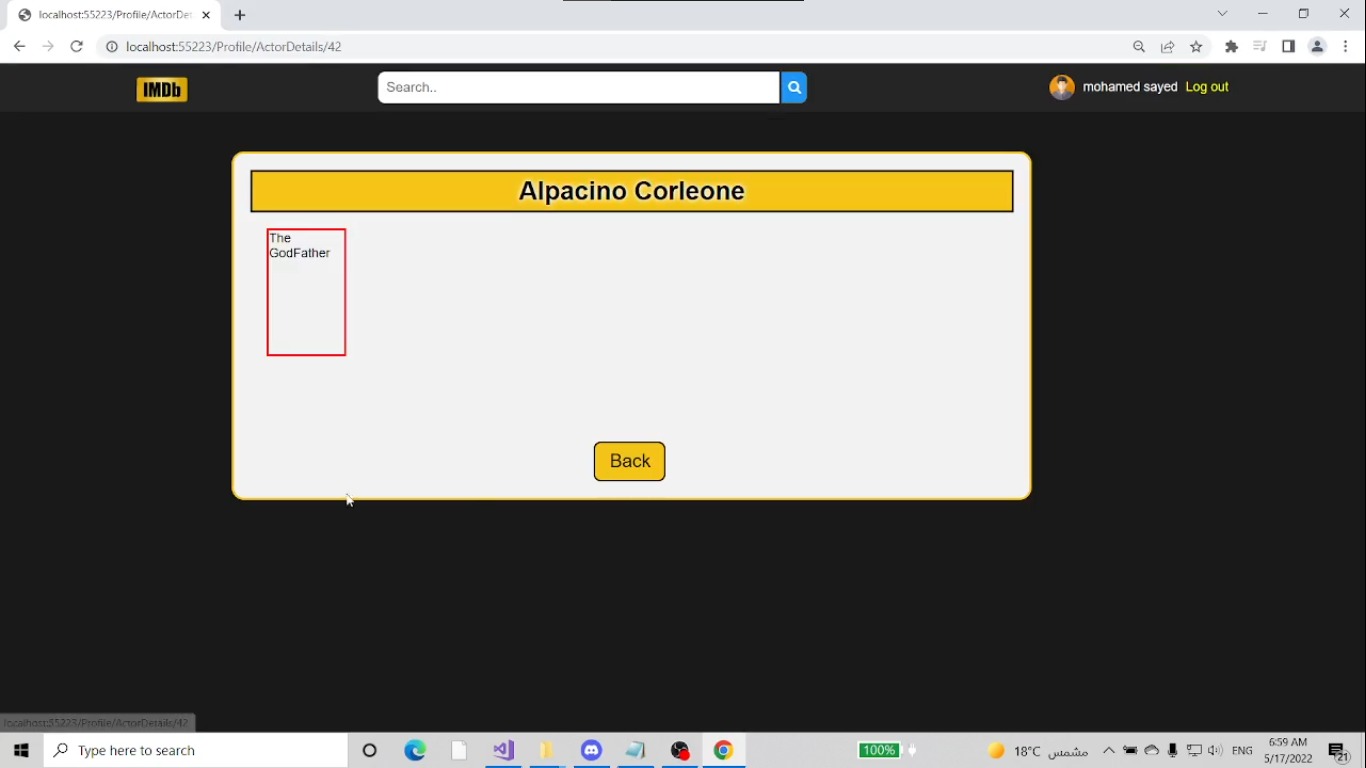 localhost:55223/Profile/ActorDet
localhost:55223/Profile/ActorDetails/42
IMDb
Search..
mohamed sayed Log out
Alpacino Corleone
The
GodFather
Back
localhost:55223/Profile/ActorDetails/42
Type here to search
100%
18°C مشمس
ENG
6:59 AM
5/17/2022
21